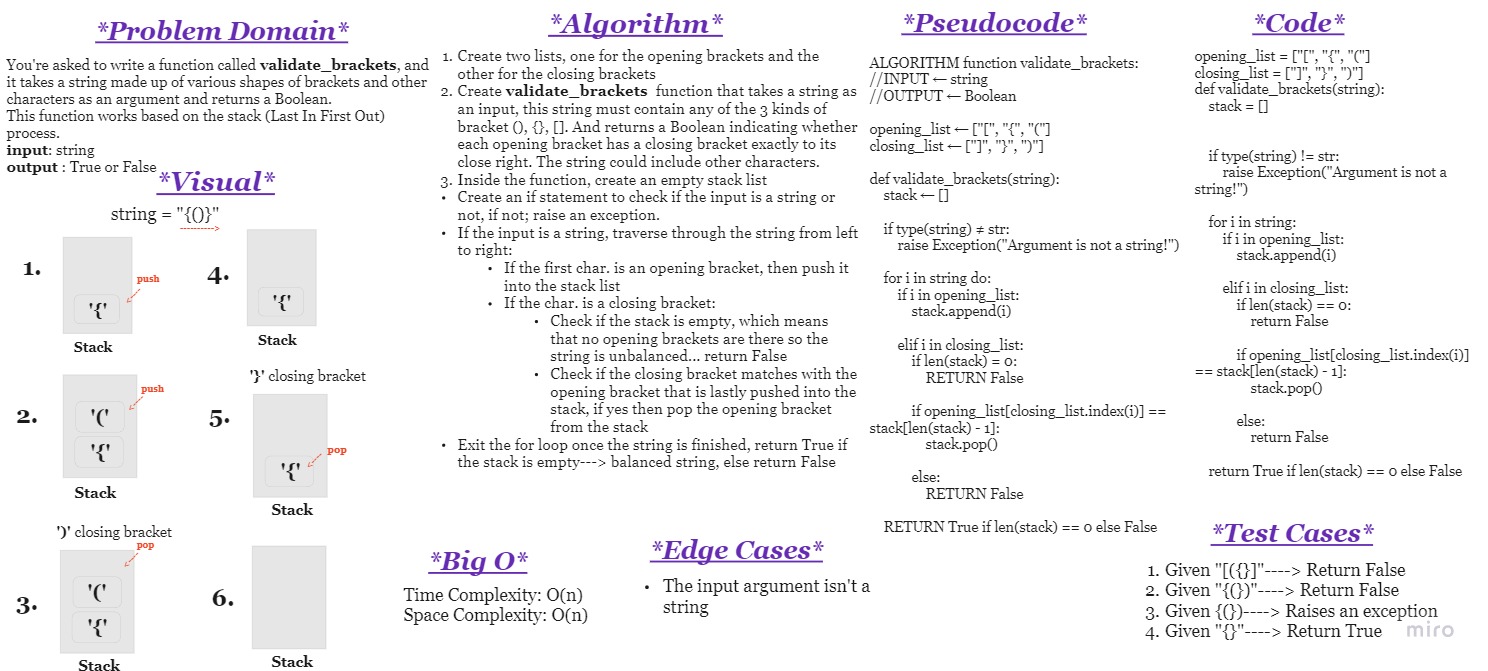 *Problem Domain*
You're asked to write a function called validate_brackets, and
it takes a string made up of various shapes of brackets and other
characters as an argument and returns a Boolean.
This function works based on the stack (Last In First Out)
process.
input: string
output : True or False
*Visual*
string = "{()}"
1.
push
'{'
Stack
2.
push
'('
'{'
Stack
')' closing bracket
pop
3.
'('
'{'
Stack
4.
'{'
Stack
'}' closing bracket
5.
pop
'{'
Stack
6.
Stack
*Algorithm*
1. Create two lists, one for the opening brackets and the
other for the closing brackets
2. Create validate_brackets function that takes a string as
an input, this string must contain any of the 3 kinds of
bracket (), {}, []. And returns a Boolean indicating whether
each opening bracket has a closing bracket exactly to its
close right. The string could include other characters.
3. Inside the function, create an empty stack list
• Create an if statement to check if the input is a string or
not, if not; raise an exception.
• If the input is a string, traverse through the string from left
to right:
• If the first char. is an opening bracket, then push it
into the stack list
• If the char. is a closing bracket:
• Check if the stack is empty, which means
that no opening brackets are there so the
string is unbalanced... return False
• Check if the closing bracket matches with the
opening bracket that is lastly pushed into the
stack, if yes then pop the opening bracket
from the stack
• Exit the for loop once the string is finished, return True if
the stack is empty---> balanced string, else return False
*Big O*
Time Complexity: O(n)
Space Complexity: O(n)
*Edge Cases*
• The input argument isn't a
string
*Pseudocode*
ALGORITHM function validate_brackets:
//INPUT ← string
//OUTPUT ← Boolean
opening_list ← ["[", "{", "("]
closing_list ← ["]", "}", ")"]
def validate_brackets(string):
stack ← []
if type(string) ≠ str:
raise Exception("Argument is not a string!")
for i in string do:
if i in opening_list:
stack.append(i)
elif i in closing_list:
if len(stack) = 0:
RETURN False
if opening_list[closing_list.index(i)] ==
stack[len(stack) - 1]:
stack.pop()
else:
RETURN False
RETURN True if len(stack) == 0 else False
*Code*
opening_list = ["[", "{", "("]
closing_list = ["]", "}", ")"]
def validate_brackets(string):
stack = []
if type(string) != str:
raise Exception("Argument is not a
string!")
for i in string:
if i in opening_list:
stack.append(i)
elif i in closing_list:
if len(stack) == 0:
return False
if opening_list[closing_list.index(i)]
== stack[len(stack) - 1]:
stack.pop()
else:
return False
return True if len(stack) == 0 else False
*Test Cases*
1. Given "[({}]"----> Return False
2. Given "{(})"----> Return False
3. Given {(})----> Raises an exception
4. Given "{}"----> Return True
miro